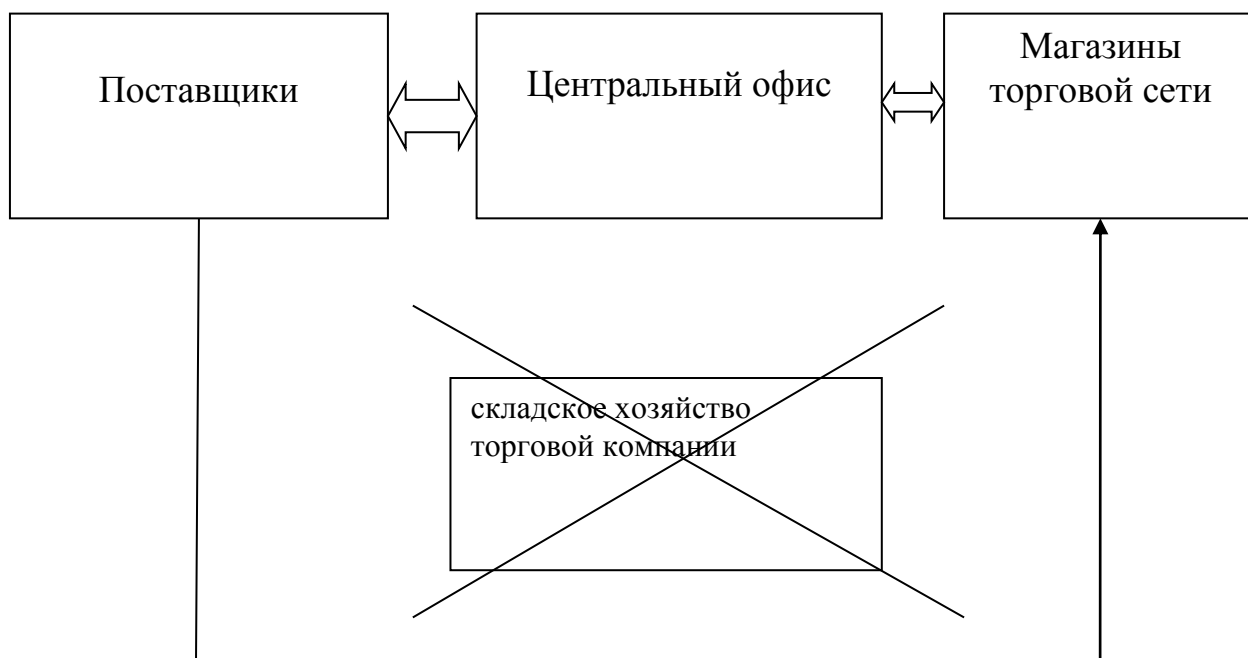 Поставщики
Центральный офис
Магазины
торговой сети
складское хозяйство
торговой компании